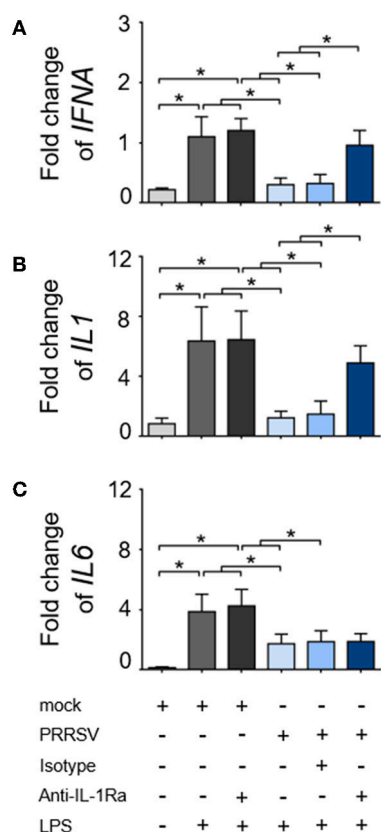 A
Fold change
of IFNA
3
2
1
0
* * * * *
B
Fold change
of IL1
12
8
4
0
* * * * *
C
Fold change
of IL6
12
8
4
0
* * * *
mock + + + - - -
PRRSV - - - + + +
Isotype - - - - + -
Anti-IL-1Ra - - + - - +
LPS - + + + + +